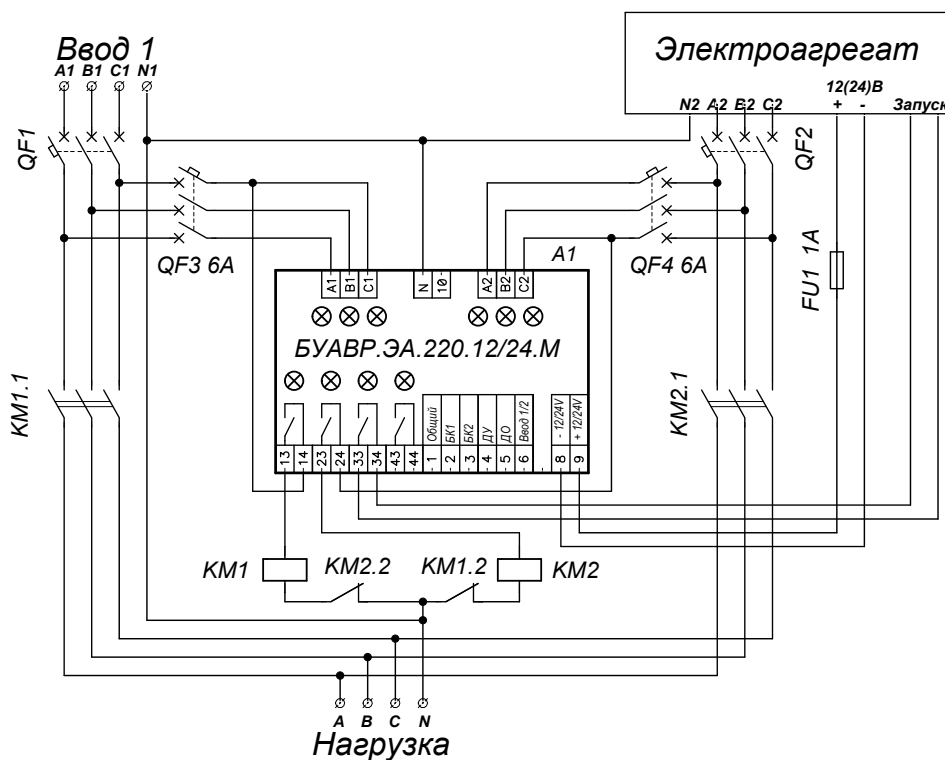 Ввод 1
A1 B1 C1 N1
Электроагрегат
12(24)В
N2 A2 B2 C2 + - Запуск
QF1
QF2
QF3 6А
QF4 6А
FU1 1А
A1
A1 B1 C1 N 10 A2 B2 C2
БУАВР.ЭА.220.12/24.М
KM1.1
KM2.1
Общий БК1 БК2 ДУ ДО Ввод 1/2 - 12/24V + 12/24V
13 14 23 24 33 34 43 44 1 2 3 4 5 6 8 9
KM1 KM2.2 KM1.2 KM2
A B C N
Нагрузка